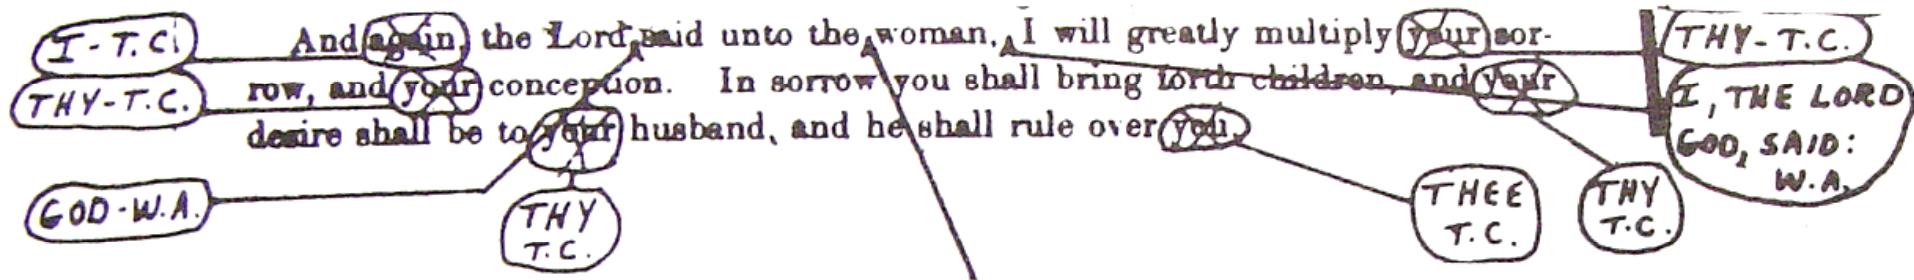 I - T.C.
And again, the Lord said unto the woman, I will greatly multiply your sor-
THY - T.C.
THY - T.C.
row, and your conception. In sorrow you shall bring forth children, and your
I, THE LORD
GOD, SAID:
W.A.
desire shall be to your husband, and he shall rule over you.
GOD - W.A.
THY
T.C.
THEE
T.C.
THY
T.C.